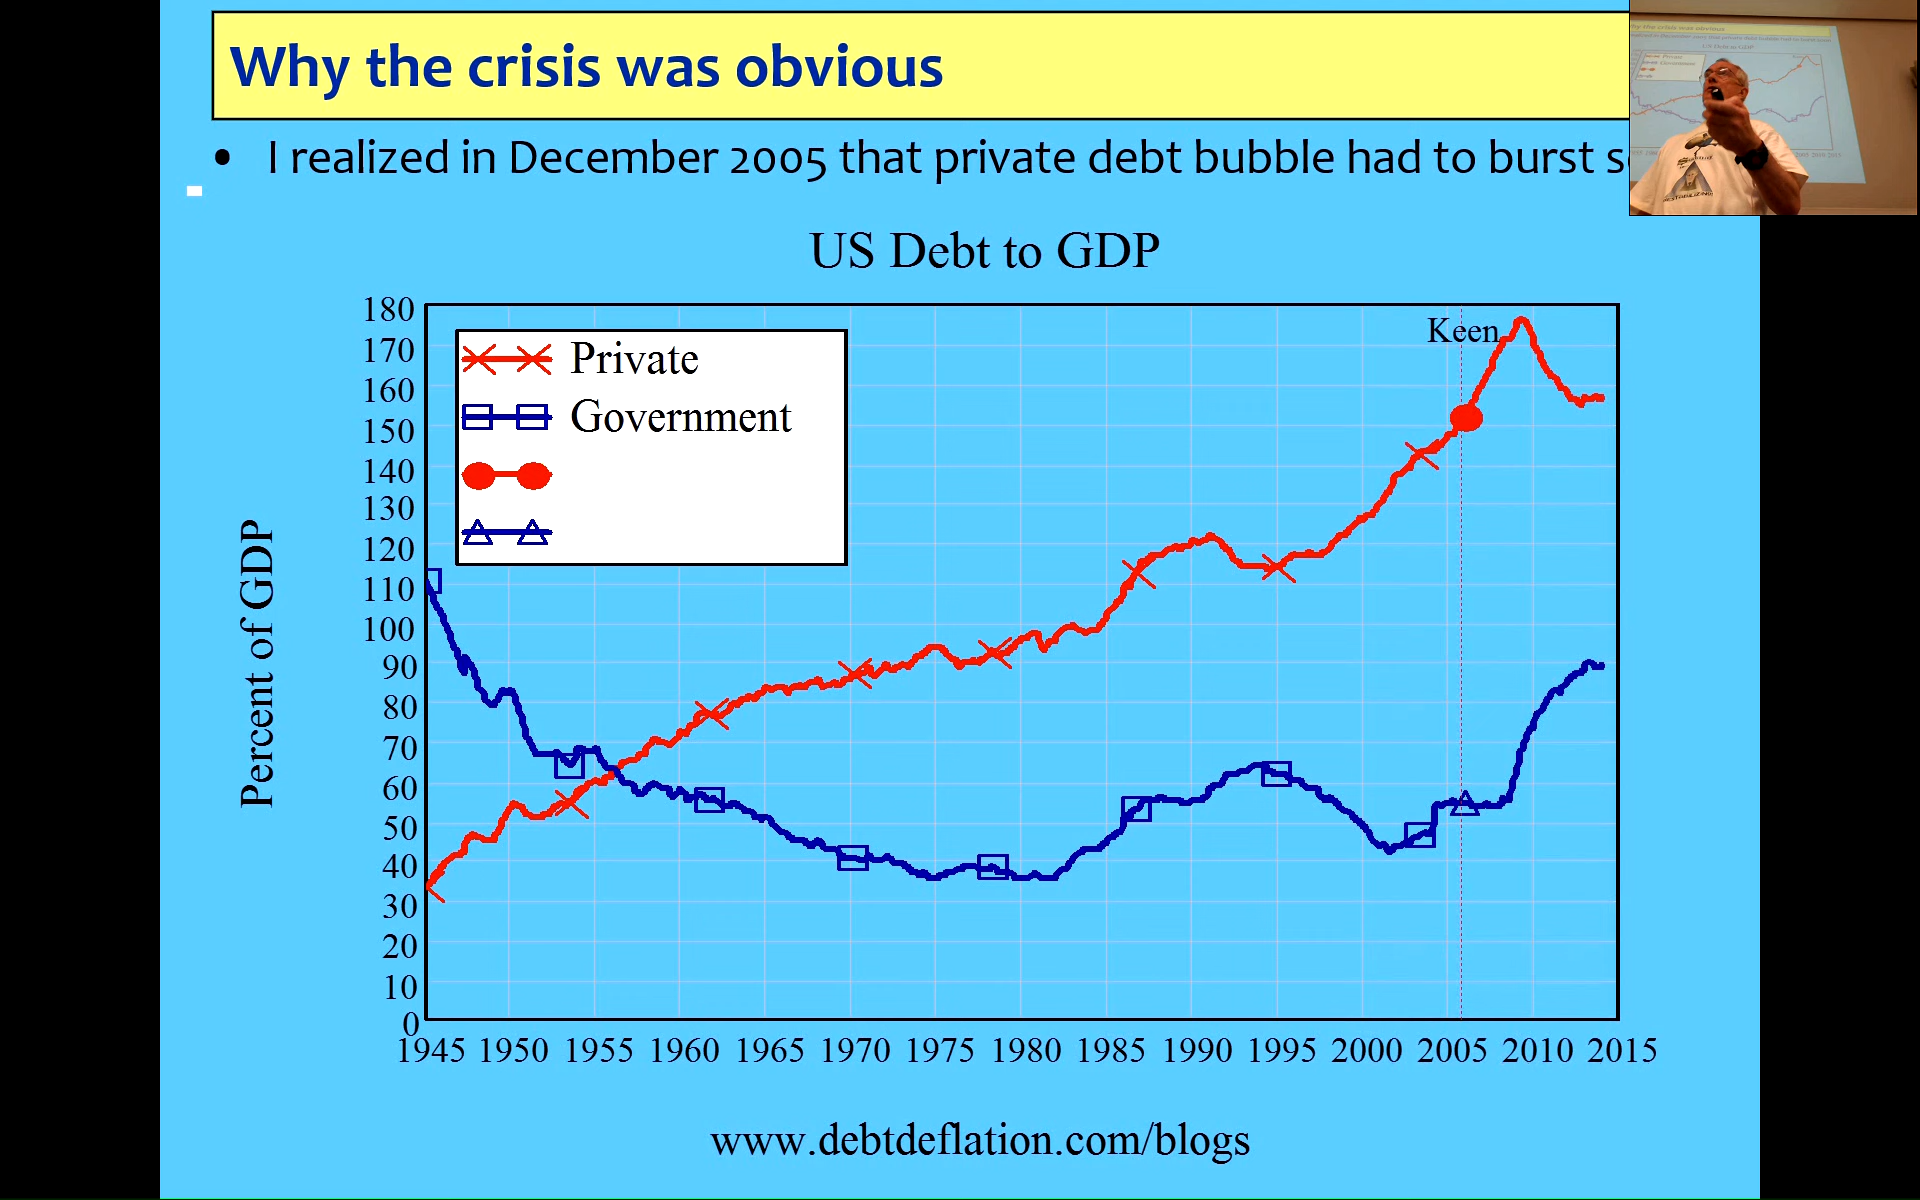 Why the crisis was obvious
• I realized in December 2005 that private debt bubble had to burst
US Debt to GDP
Keen
Private
Government
Percent of GDP
180
170
160
150
140
130
120
110
100
90
80
70
60
50
40
30
20
10
0
1945 1950 1955 1960 1965 1970 1975 1980 1985 1990 1995 2000 2005 2010 2015
www.debtdeflation.com/blogs